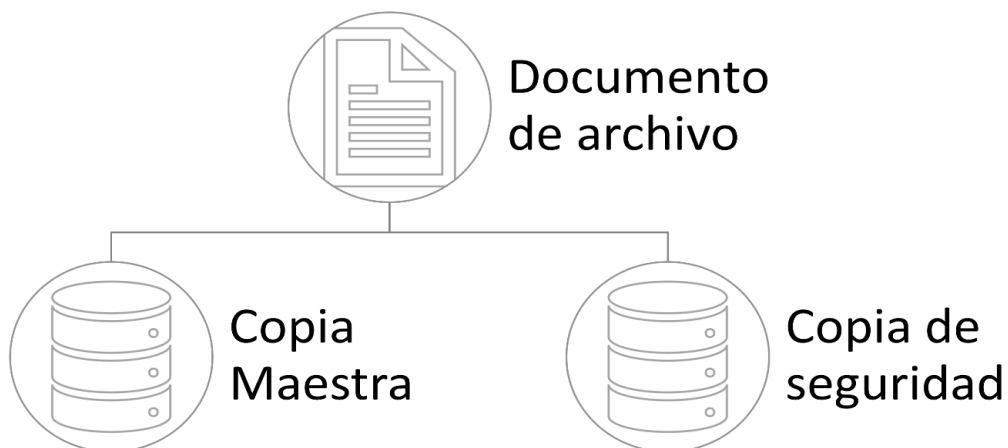 Documento
de archivo
Copia
Maestra
Copia de
seguridad